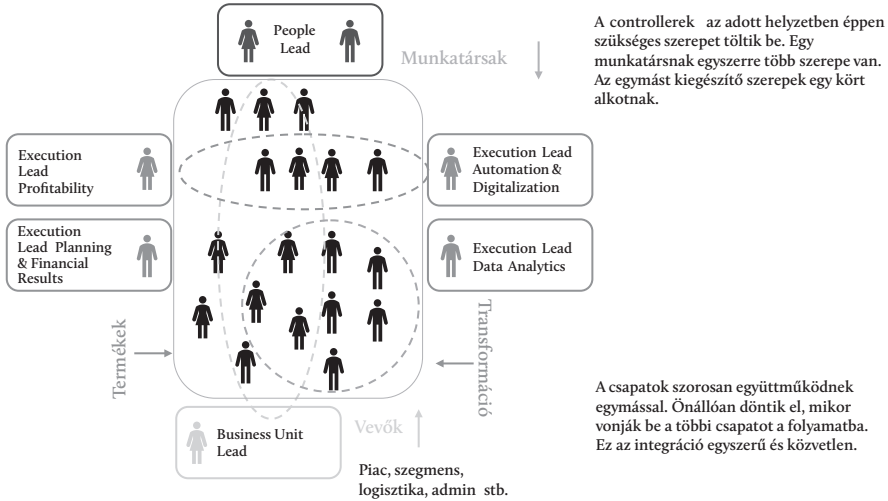 People
Lead
Munkatársak
A controllerek az adott helyzetben éppen
szükséges szerepet töltik be. Egy
munkatársnak egyszerre több szerepe van.
Az egymást kiegészítő szerepek egy kört
alkotnak.
Execution
Lead
Profitability
Execution Lead
Automation &
Digitalization
Execution
Lead Planning
& Financial
Results
Execution Lead
Data Analytics
Termékek
Transformáció
Business Unit
Lead
Vevők
Piac, szegmens,
logisztika, admin stb.
A csapatok szorosan együttműködnek
egymással. Önállóan döntik el, mikor
vonják be a többi csapatot a folyamatba.
Ez az integráció egyszerű és közvetlen.